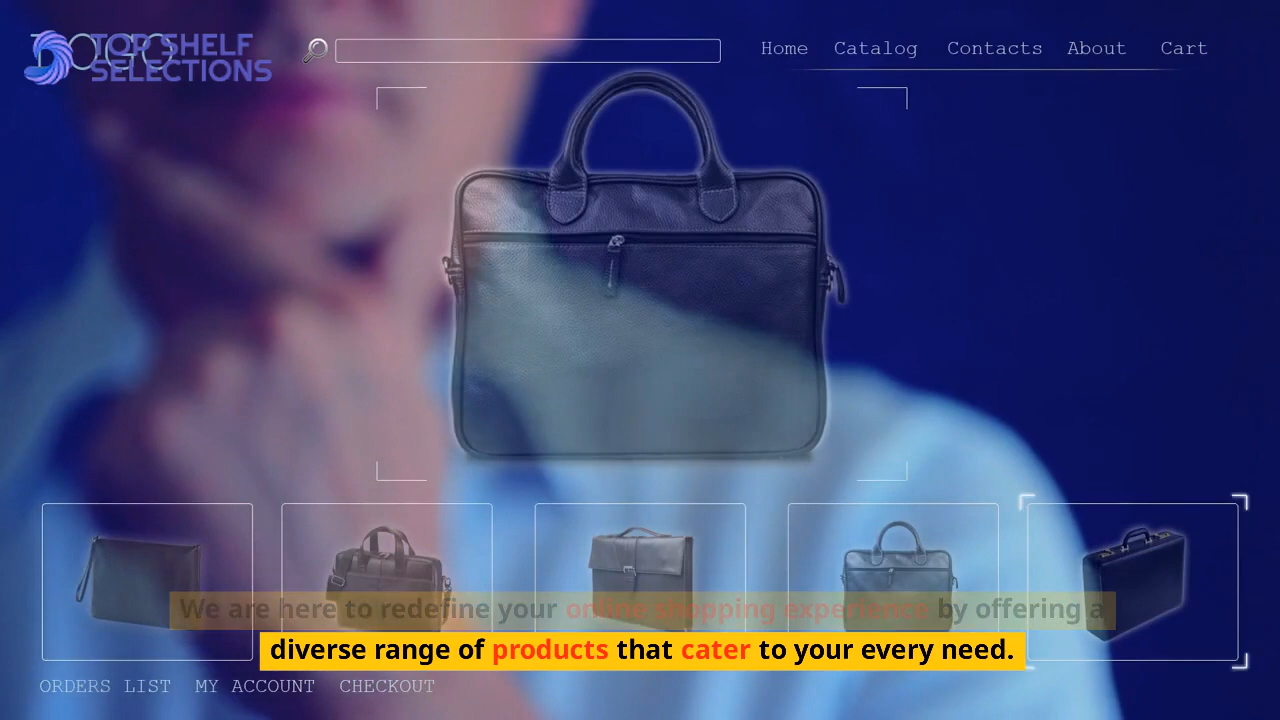 LOGO
TOP SHELF
SELECTIONS
Home Catalog Contacts About Cart
We are here to redefine your online shopping experience by offering a
diverse range of products that cater to your every need.
ORDERS LIST MY ACCOUNT CHECKOUT